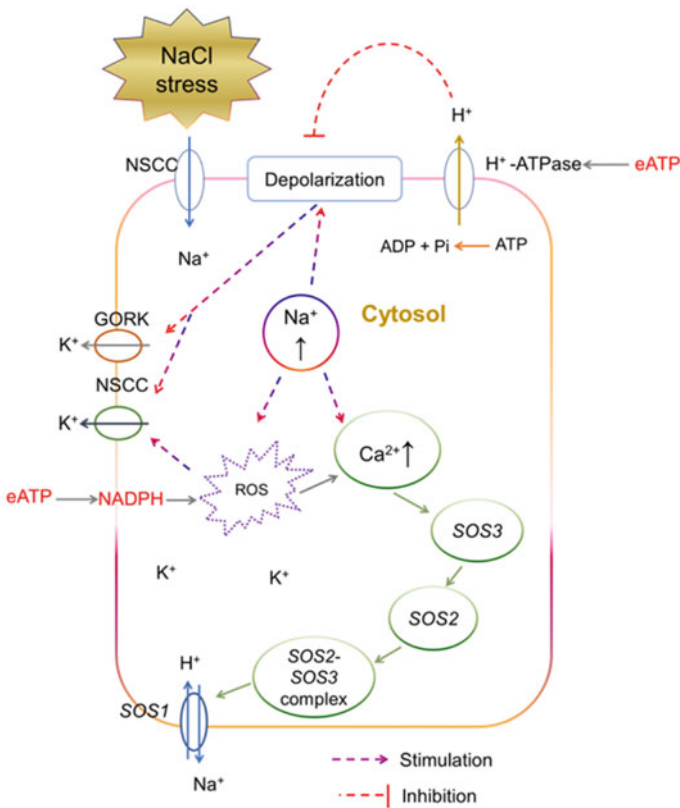 NaCl
stress
H⁺
NSCC
Depolarization
H⁺ -ATPase
eATP
Na⁺
ADP + Pi
ATP
GORK
Na⁺
↑
Cytosol
K⁺
NSCC
K⁺
Ca²⁺↑
eATP
NADPH
ROS
SOS3
K⁺
K⁺
SOS2
SOS2-
SOS3
complex
H⁺
SOS1
Na⁺
Stimulation
Inhibition